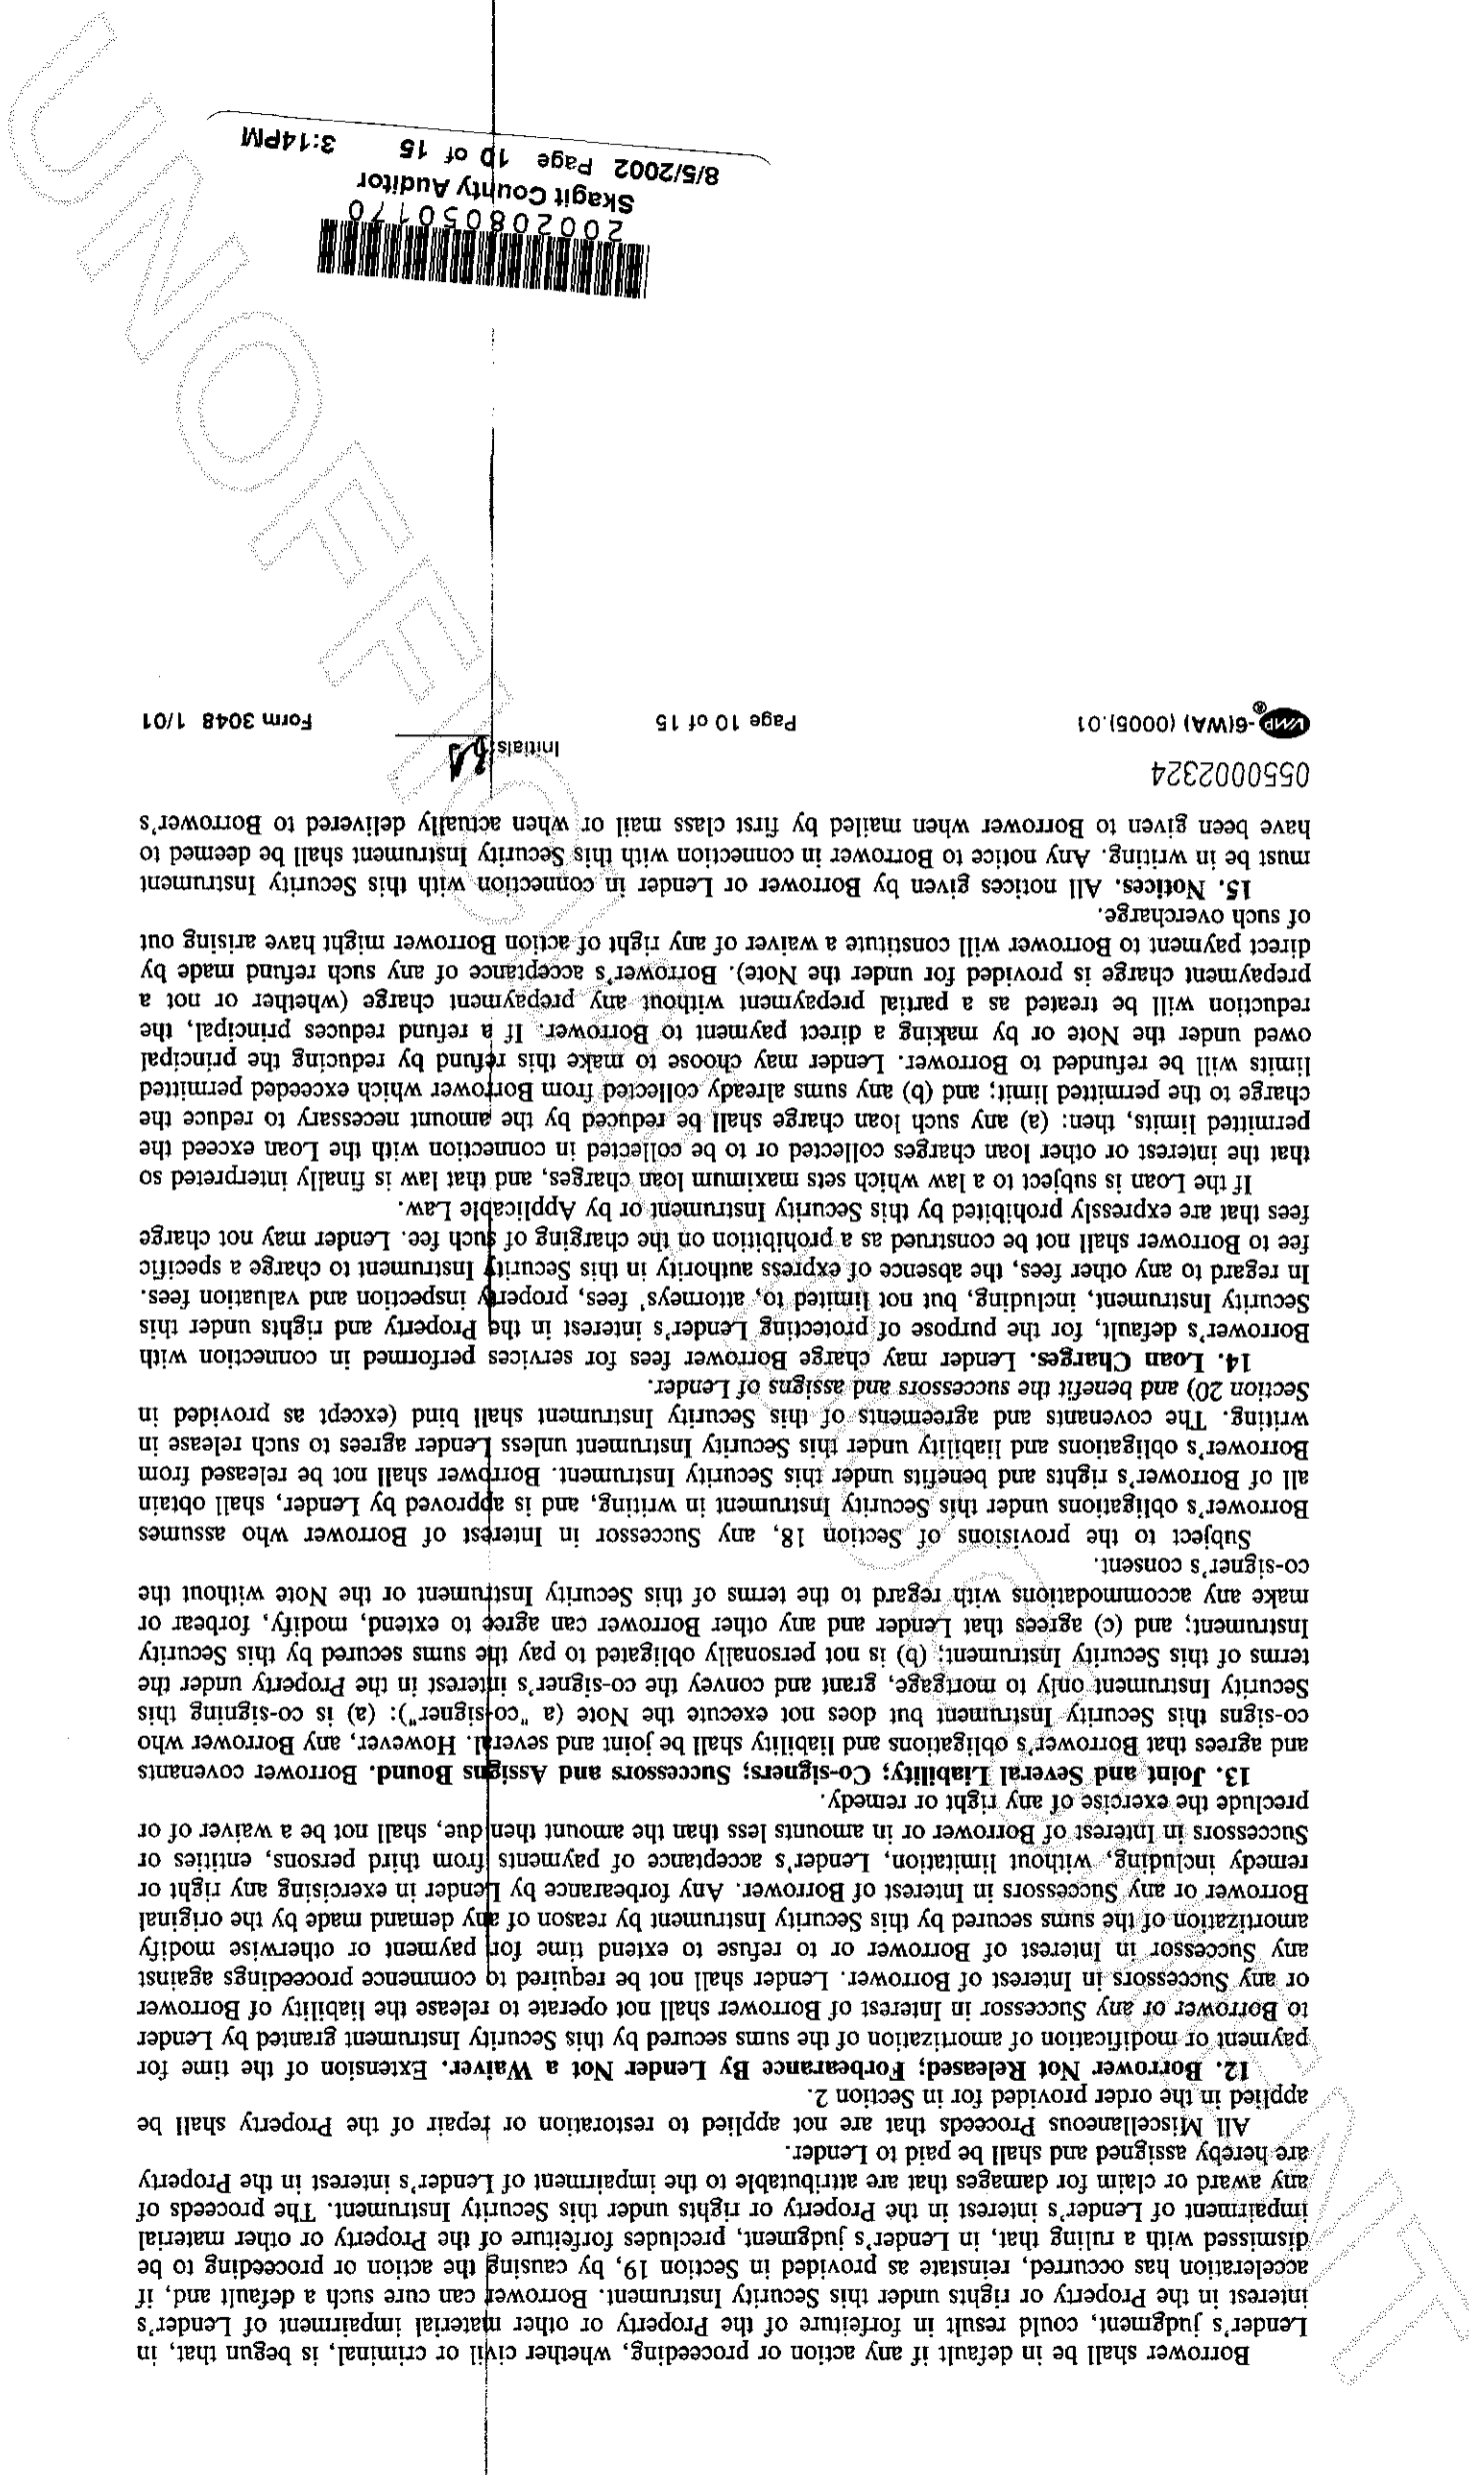 Borrower shall be in default if any action or proceeding, whether civil or criminal, is begun that, in
Lender's judgment, could result in forfeiture of the Property or other material impairment of Lender's
interest in the Property or rights under this Security Instrument. Borrower can cure such a default and, if
acceleration has occurred, reinstate as provided in Section 19, by causing the action or proceeding to be
dismissed with a ruling that, in Lender's judgment, precludes forfeiture of the Property or other material
impairment of Lender's interest in the Property or rights under this Security Instrument. The proceeds of
any award or claim for damages that are attributable to the impairment of Lender's interest in the Property
are hereby assigned and shall be paid to Lender.
All Miscellaneous Proceeds that are not applied to restoration or repair of the Property shall be
applied in the order provided for in Section 2.
12. Borrower Not Released; Forbearance By Lender Not a Waiver. Extension of the time for
payment or modification of amortization of the sums secured by this Security Instrument granted by Lender
to Borrower or any Successor in Interest of Borrower shall not operate to release the liability of Borrower
or any Successors in Interest of Borrower. Lender shall not be required to commence proceedings against
any Successor in Interest of Borrower or to refuse to extend time for payment or otherwise modify
amortization of the sums secured by this Security Instrument by reason of any demand made by the original
Borrower or any Successors in Interest of Borrower. Any forbearance by Lender in exercising any right or
remedy including, without limitation, Lender's acceptance of payments from third persons, entities or
Successors in Interest of Borrower or in amounts less than the amount then due, shall not be a waiver of or
preclude the exercise of any right or remedy.
13. Joint and Several Liability; Co-signers; Successors and Assigns Bound. Borrower covenants
and agrees that Borrower's obligations and liability shall be joint and several. However, any Borrower who
co-signs this Security Instrument but does not execute the Note (a "co-signer"): (a) is co-signing this
Security Instrument only to mortgage, grant and convey the co-signer's interest in the Property under the
terms of this Security Instrument; (b) is not personally obligated to pay the sums secured by this Security
Instrument; and (c) agrees that Lender and any other Borrower can agree to extend, modify, forbear or
make any accommodations with regard to the terms of this Security Instrument or the Note without the
co-signer's consent.
Subject to the provisions of Section 18, any Successor in Interest of Borrower who assumes
Borrower's obligations under this Security Instrument in writing, and is approved by Lender, shall obtain
all of Borrower's rights and benefits under this Security Instrument. Borrower shall not be released from
Borrower's obligations and liability under this Security Instrument unless Lender agrees to such release in
writing. The covenants and agreements of this Security Instrument shall bind (except as provided in
Section 20) and benefit the successors and assigns of Lender.
14. Loan Charges. Lender may charge Borrower fees for services performed in connection with
Borrower's default, for the purpose of protecting Lender's interest in the Property and rights under this
Security Instrument, including, but not limited to, attorneys' fees, property inspection and valuation fees.
In regard to any other fees, the absence of express authority in this Security Instrument to charge a specific
fee to Borrower shall not be construed as a prohibition on the charging of such fee. Lender may not charge
fees that are expressly prohibited by this Security Instrument or by Applicable Law.
If the Loan is subject to a law which sets maximum loan charges, and that law is finally interpreted so
that the interest or other loan charges collected or to be collected in connection with the Loan exceed the
permitted limits, then: (a) any such loan charge shall be reduced by the amount necessary to reduce the
charge to the permitted limit; and (b) any sums already collected from Borrower which exceeded permitted
limits will be refunded to Borrower. Lender may choose to make this refund by reducing the principal
owed under the Note or by making a direct payment to Borrower. If a refund reduces principal, the
reduction will be treated as a partial prepayment without any prepayment charge (whether or not a
prepayment charge is provided for under the Note). Borrower's acceptance of any such refund made by
direct payment to Borrower will constitute a waiver of any right of action Borrower might have arising out
of such overcharge.
15. Notices. All notices given by Borrower or Lender in connection with this Security Instrument
must be in writing. Any notice to Borrower in connection with this Security Instrument shall be deemed to
have been given to Borrower when mailed by first class mail or when actually delivered to Borrower's
0550002324
Initials:
VMP®-6(WA) (0005).01 Page 10 of 15 Form 3048 1/01
200208050170
Skagit County Auditor
8/5/2002 Page 10 of 15 3:14PM
UNOFFICIAL DOCUMENT